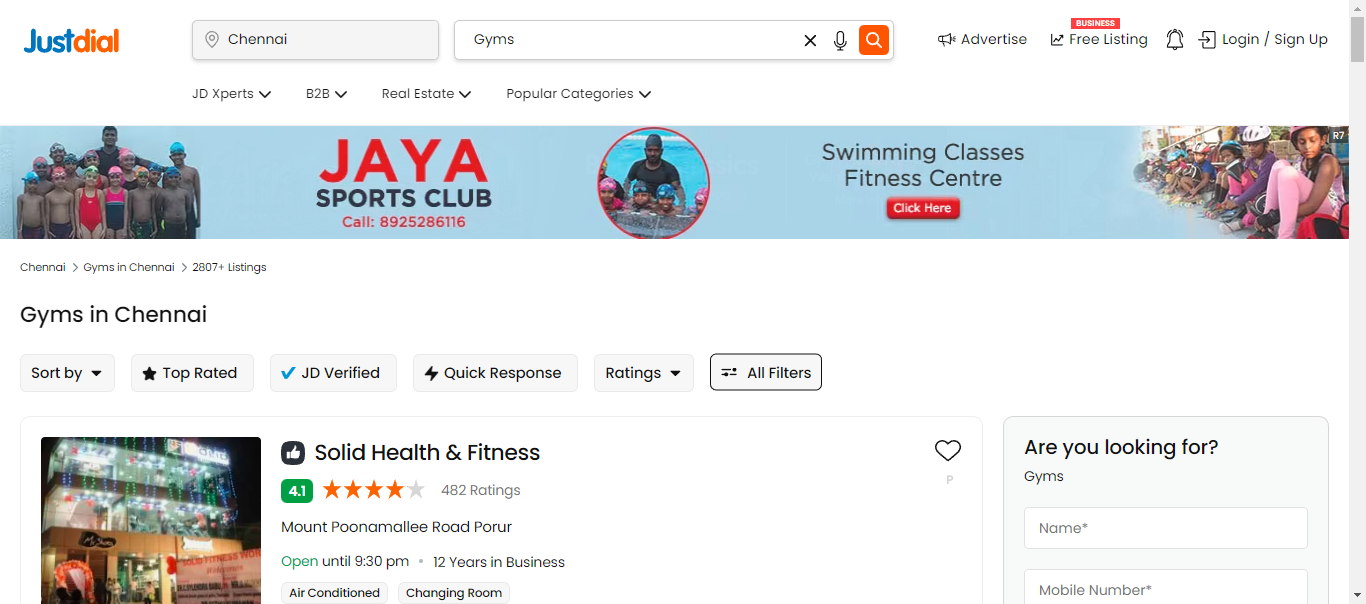 Justdial
Chennai
Gyms
Advertise
BUSINESS
Free Listing
Login / Sign Up
JD Xperts
B2B
Real Estate
Popular Categories
JAYA
SPORTS CLUB
Call: 8925286116
Swimming Classes
Fitness Centre
Click Here
R7
Chennai > Gyms in Chennai > 2807+ Listings
Gyms in Chennai
Sort by
Top Rated
JD Verified
Quick Response
Ratings
All Filters
Solid Health & Fitness
4.1
482 Ratings
P
Mount Poonamallee Road Porur
Open until 9:30 pm
12 Years in Business
Air Conditioned
Changing Room
Are you looking for?
Gyms
Name*
Mobile Number*